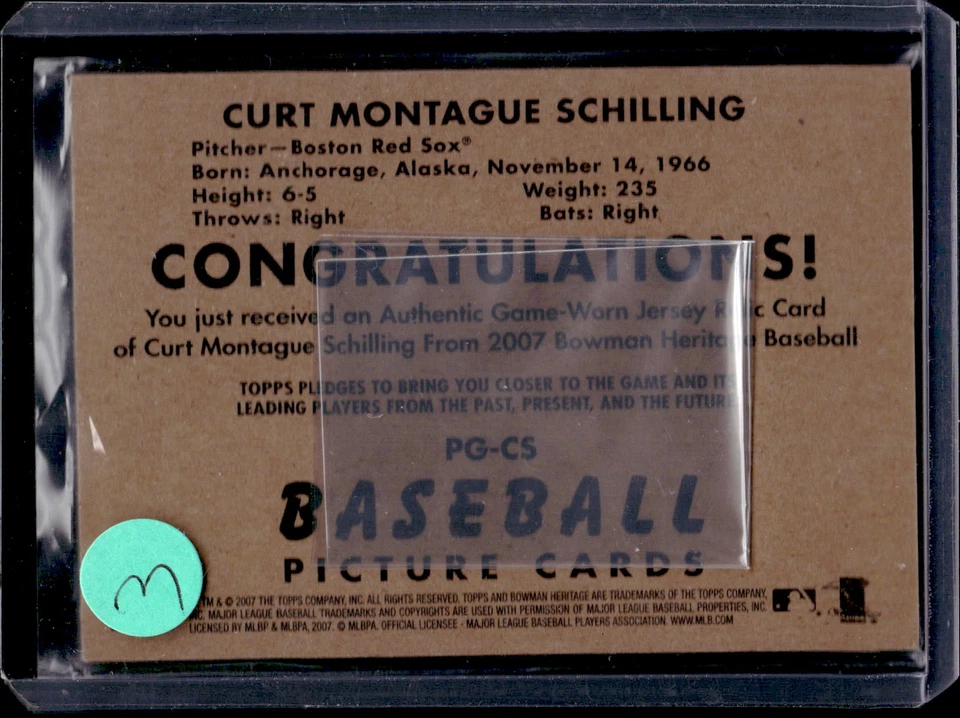 CURT MONTAGUE SCHILLING
Pitcher—Boston Red Sox®
Born: Anchorage, Alaska, November 14, 1966
Height: 6-5 Weight: 235
Throws: Right Bats: Right
CONGRATULATIONS!
You just received an Authentic Game-Worn Jersey Relic Card
of Curt Montague Schilling From 2007 Bowman Heritage Baseball
TOPPS PLEDGES TO BRING YOU CLOSER TO THE GAME AND ITS
LEADING PLAYERS FROM THE PAST, PRESENT, AND THE FUTURE
PG-CS
BASEBALL
PICTURE CARDS
TM & © 2007 THE TOPPS COMPANY, INC. ALL RIGHTS RESERVED. TOPPS AND BOWMAN HERITAGE ARE TRADEMARKS OF THE TOPPS COMPANY,
INC. MAJOR LEAGUE BASEBALL TRADEMARKS AND COPYRIGHTS ARE USED WITH PERMISSION OF MAJOR LEAGUE BASEBALL PROPERTIES, INC.
LICENSED BY MLBP & MLBPA, 2007. © MLBPA. OFFICIAL LICENSEE - MAJOR LEAGUE BASEBALL PLAYERS ASSOCIATION. WWW.MLB.COM